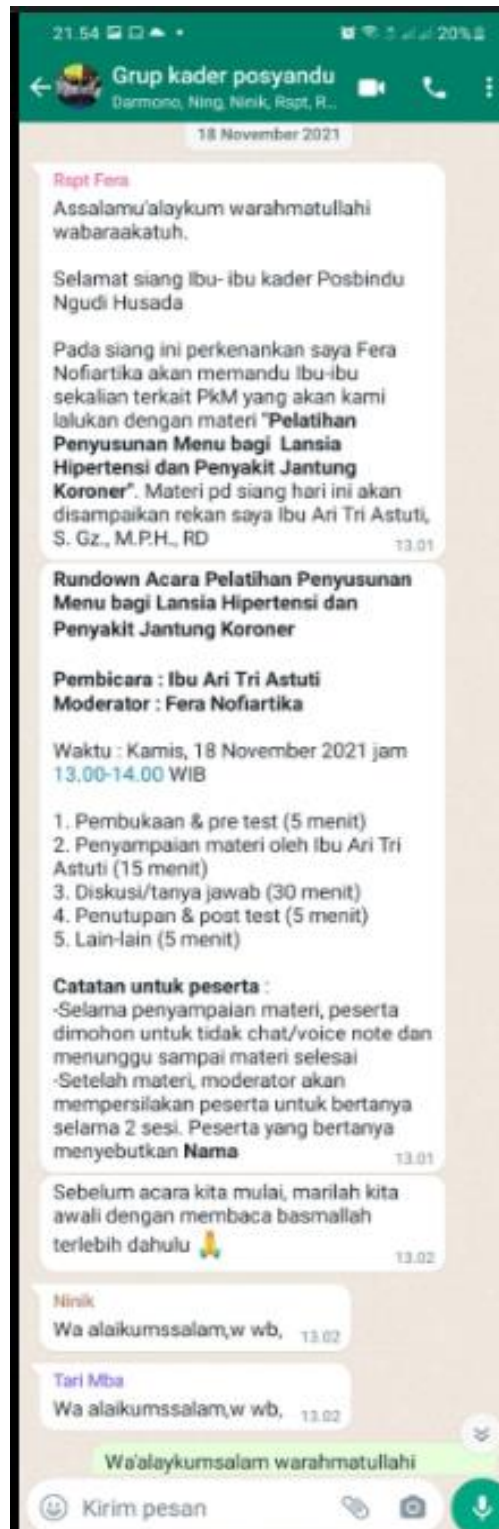 21.54
20%
Grup kader posyandu
Darmono, Ning, Ninik, Rspt, R...
18 November 2021
Rspt Fera
Assalamu'alaykum warahmatullahi
wabaraakatuh.
Selamat siang Ibu- ibu kader Posbindu
Ngudi Husada
Pada siang ini perkenankan saya Fera
Nofiartika akan memandu Ibu-ibu
sekalian terkait PkM yang akan kami
lalukan dengan materi "Pelatihan
Penyusunan Menu bagi Lansia
Hipertensi dan Penyakit Jantung
Koroner". Materi pd siang hari ini akan
disampaikan rekan saya Ibu Ari Tri Astuti,
S. Gz., M.P.H., RD
13.01
Rundown Acara Pelatihan Penyusunan
Menu bagi Lansia Hipertensi dan
Penyakit Jantung Koroner
Pembicara : Ibu Ari Tri Astuti
Moderator : Fera Nofiartika
Waktu : Kamis, 18 November 2021 jam
13.00-14.00 WIB
1. Pembukaan & pre test (5 menit)
2. Penyampaian materi oleh Ibu Ari Tri
Astuti (15 menit)
3. Diskusi/tanya jawab (30 menit)
4. Penutupan & post test (5 menit)
5. Lain-lain (5 menit)
Catatan untuk peserta :
-Selama penyampaian materi, peserta
dimohon untuk tidak chat/voice note dan
menunggu sampai materi selesai
-Setelah materi, moderator akan
mempersilakan peserta untuk bertanya
selama 2 sesi. Peserta yang bertanya
menyebutkan Nama
13.01
Sebelum acara kita mulai, marilah kita
awali dengan membaca basmallah
terlebih dahulu 🙏
13.02
Ninik
Wa alaikumssalam,w wb,
13.02
Tari Mba
Wa alaikumssalam,w wb,
13.02
Wa'alaykumsalam warahmatullahi
Kirim pesan